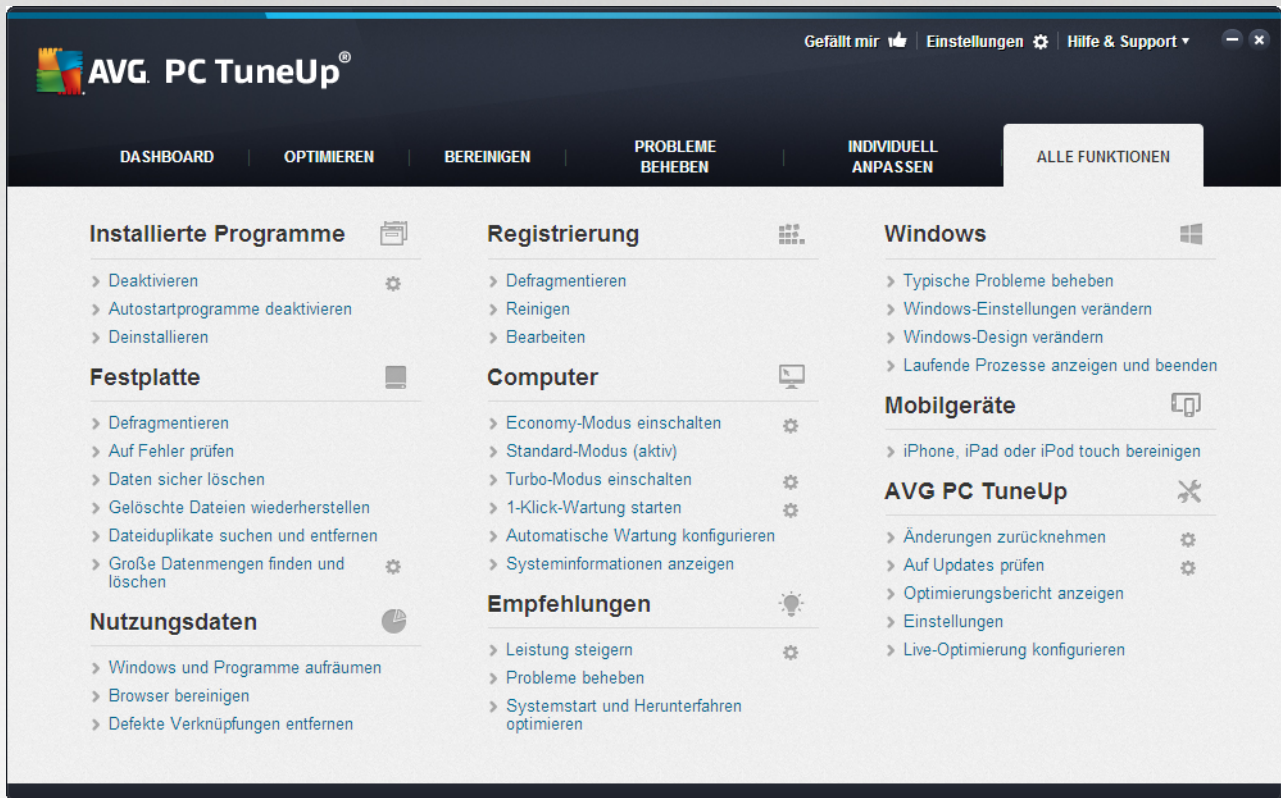 AVG PC TuneUp®
Gefällt mir
Einstellungen
Hilfe & Support
DASHBOARD
OPTIMIEREN
BEREINIGEN
PROBLEME
BEHEBEN
INDIVIDUELL
ANPASSEN
ALLE FUNKTIONEN
Installierte Programme
Deaktivieren
Autostartprogramme deaktivieren
Deinstallieren
Festplatte
Defragmentieren
Auf Fehler prüfen
Daten sicher löschen
Gelöschte Dateien wiederherstellen
Dateiduplikate suchen und entfernen
Große Datenmengen finden und
löschen
Nutzungsdaten
Windows und Programme aufräumen
Browser bereinigen
Defekte Verknüpfungen entfernen
Registrierung
Defragmentieren
Reinigen
Bearbeiten
Computer
Economy-Modus einschalten
Standard-Modus (aktiv)
Turbo-Modus einschalten
1-Klick-Wartung starten
Automatische Wartung konfigurieren
Systeminformationen anzeigen
Empfehlungen
Leistung steigern
Probleme beheben
Systemstart und Herunterfahren
optimieren
Windows
Typische Probleme beheben
Windows-Einstellungen verändern
Windows-Design verändern
Laufende Prozesse anzeigen und beenden
Mobilgeräte
iPhone, iPad oder iPod touch bereinigen
AVG PC TuneUp
Änderungen zurücknehmen
Auf Updates prüfen
Optimierungsbericht anzeigen
Einstellungen
Live-Optimierung konfigurieren